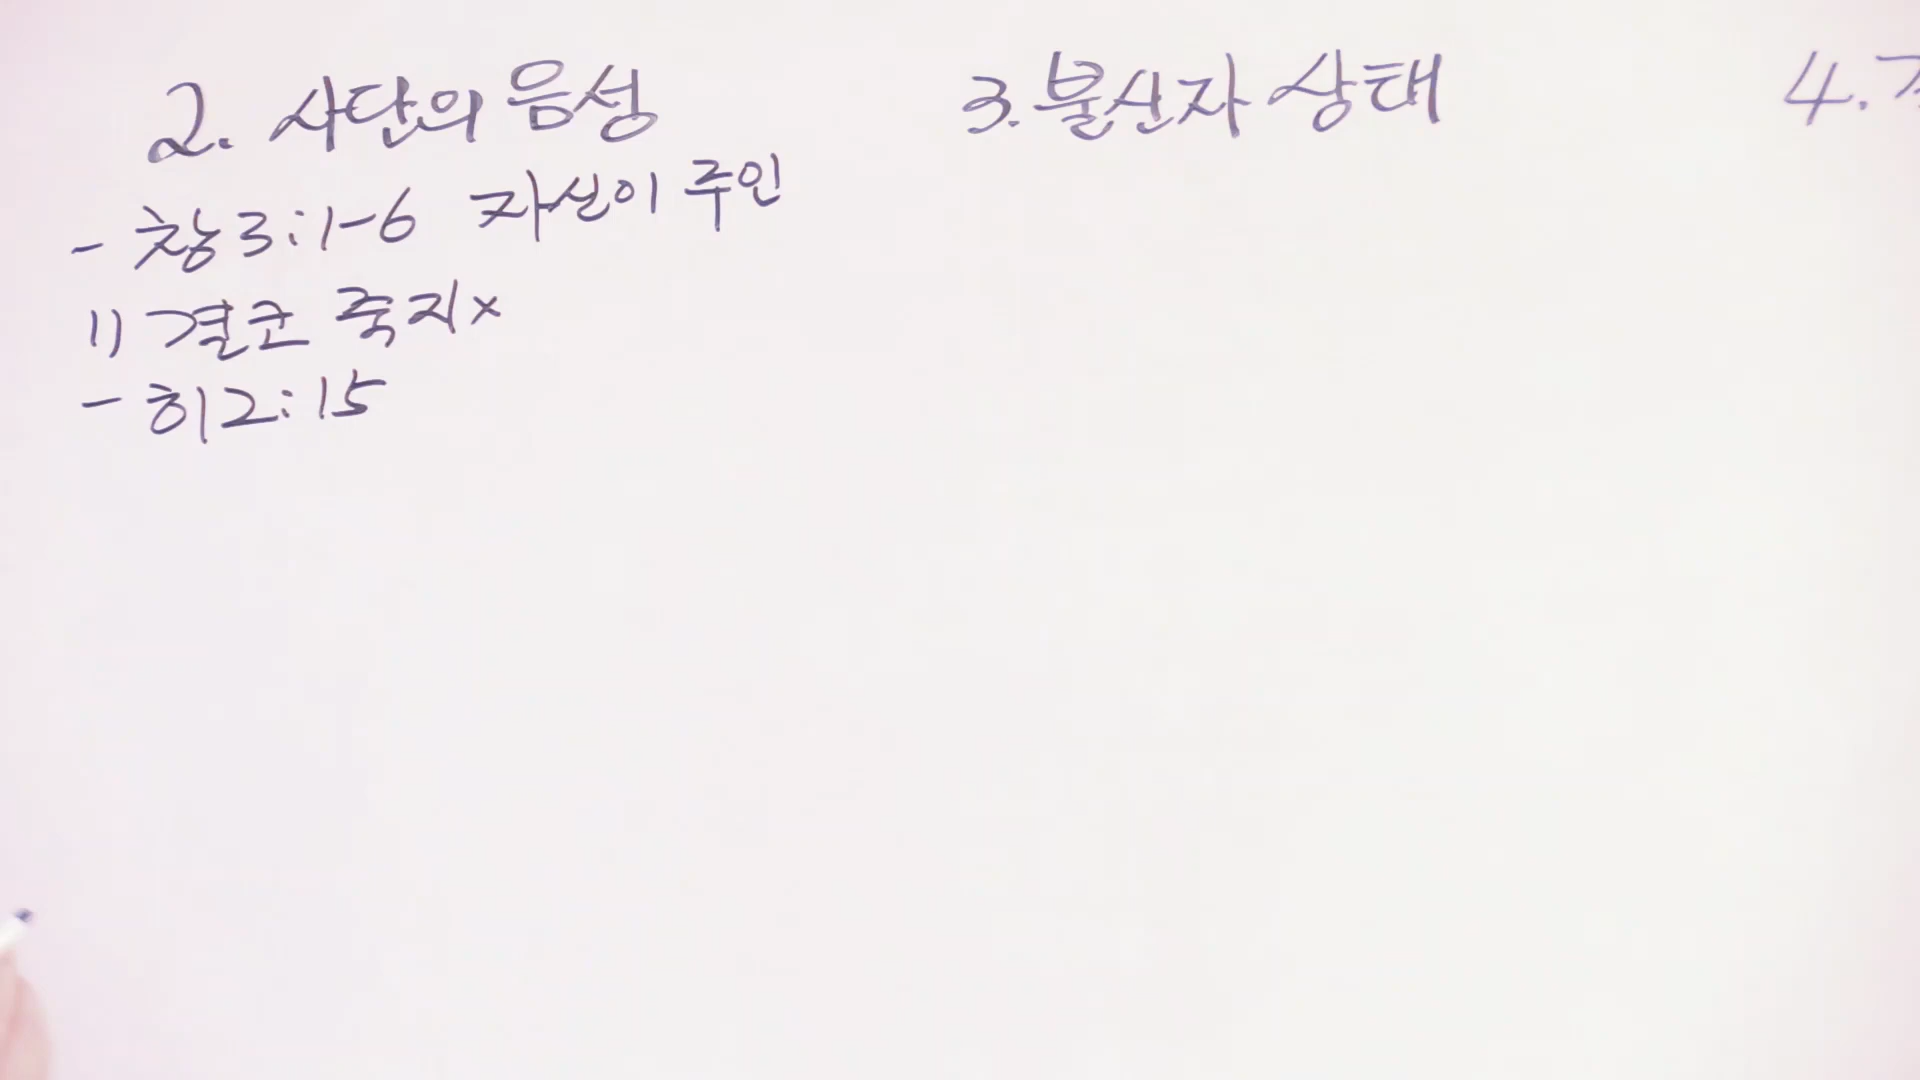 2. 사단의 음성
- 창3:1-6 자신이 주인
1) 결코 죽지×
- 히2:15
3. 불신자 상태
4.